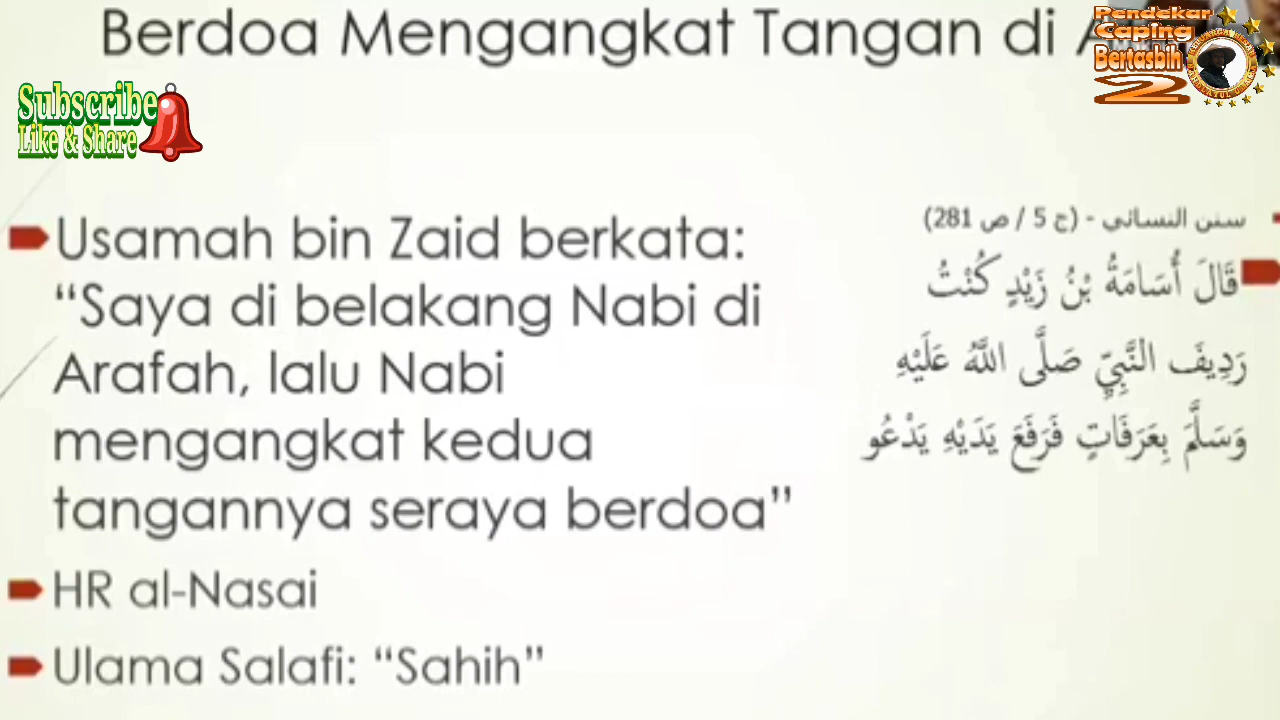 Berdoa Mengangkat Tangan di
Pendekar
Caping
Bertasbih
2
Subscribe
Like & Share
Usamah bin Zaid berkata:
“Saya di belakang Nabi di
Arafah, lalu Nabi
mengangkat kedua
tangannya seraya berdoa”
HR al-Nasai
Ulama Salafi: “Sahih”
سنن النسائي - (ج 5 / ص 281)
قَالَ أُسَامَةُ بْنُ زَيْدٍ كُنْتُ
رَدِيفَ النَّبِيِّ صَلَّى اللَّهُ عَلَيْهِ
وَسَلَّمَ بِعَرَفَاتٍ فَرَفَعَ يَدَيْهِ يَدْعُو